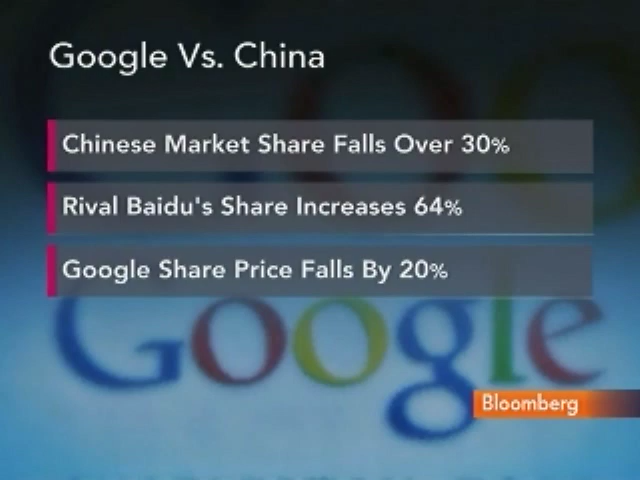 Google Vs. China
Chinese Market Share Falls Over 30%
Rival Baidu's Share Increases 64%
Google Share Price Falls By 20%
Google
Bloomberg